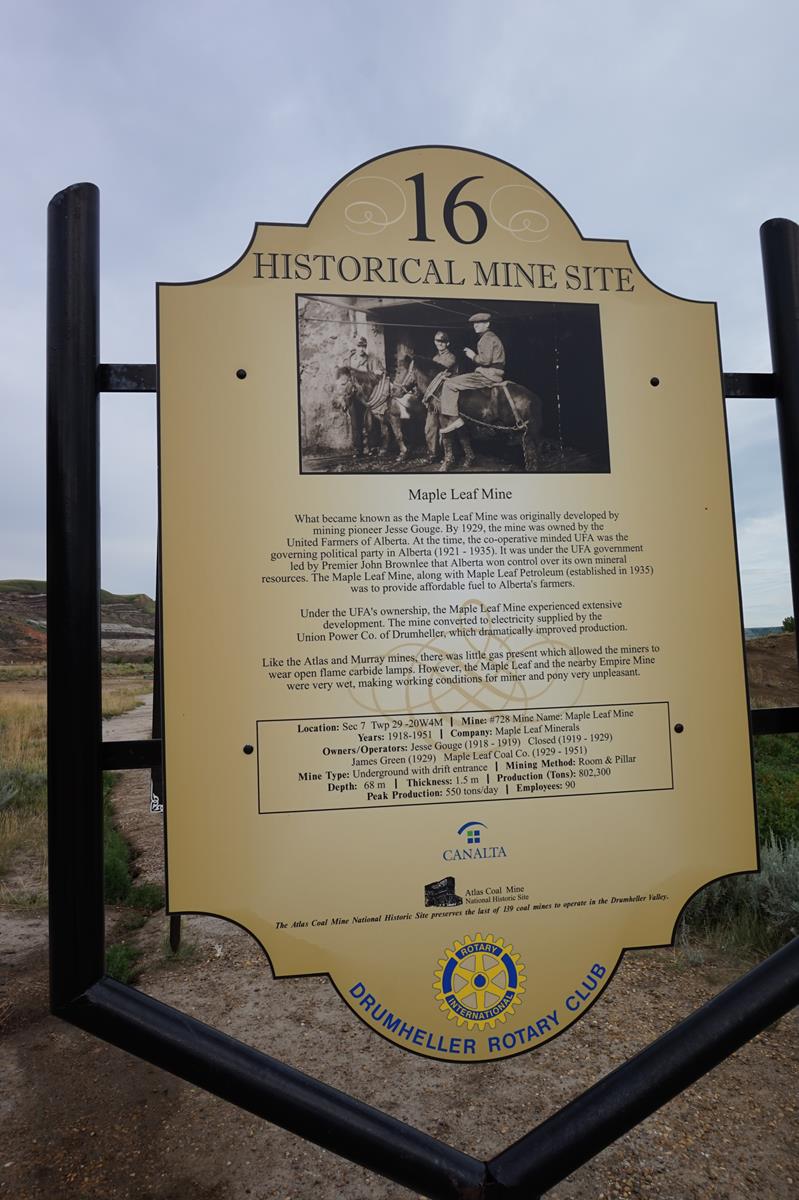 16
HISTORICAL MINE SITE
Maple Leaf Mine
What became known as the Maple Leaf Mine was originally developed by
mining pioneer Jesse Gouge. By 1929, the mine was owned by the
United Farmers of Alberta. At the time, the co-operative minded UFA was the
governing political party in Alberta (1921 - 1935). It was under the UFA government
led by Premier John Brownlee that Alberta won control over its own mineral
resources. The Maple Leaf Mine, along with Maple Leaf Petroleum (established in 1935)
was to provide affordable fuel to Alberta's farmers.
Under the UFA's ownership, the Maple Leaf Mine experienced extensive
development. The mine converted to electricity supplied by the
Union Power Co. of Drumheller, which dramatically improved production.
Like the Atlas and Murray mines, there was little gas present which allowed the miners to
wear open flame carbide lamps. However, the Maple Leaf and the nearby Empire Mine
were very wet, making working conditions for miner and pony very unpleasant.
Location: Sec 7 Twp 29 -20W4M | Mine: #728 Mine Name: Maple Leaf Mine
Years: 1918-1951 | Company: Maple Leaf Minerals
Owners/Operators: Jesse Gouge (1918 - 1919) Closed (1919 - 1929)
James Green (1929) Maple Leaf Coal Co. (1929 - 1951)
Mine Type: Underground with drift entrance | Mining Method: Room & Pillar
Depth: 68 m | Thickness: 1.5 m | Production (Tons): 802,300
Peak Production: 550 tons/day | Employees: 90
CANALTA
Atlas Coal Mine
National Historic Site
The Atlas Coal Mine National Historic Site preserves the last of 139 coal mines to operate in the Drumheller Valley.
ROTARY
INTERNATIONAL
DRUMHELLER ROTARY CLUB